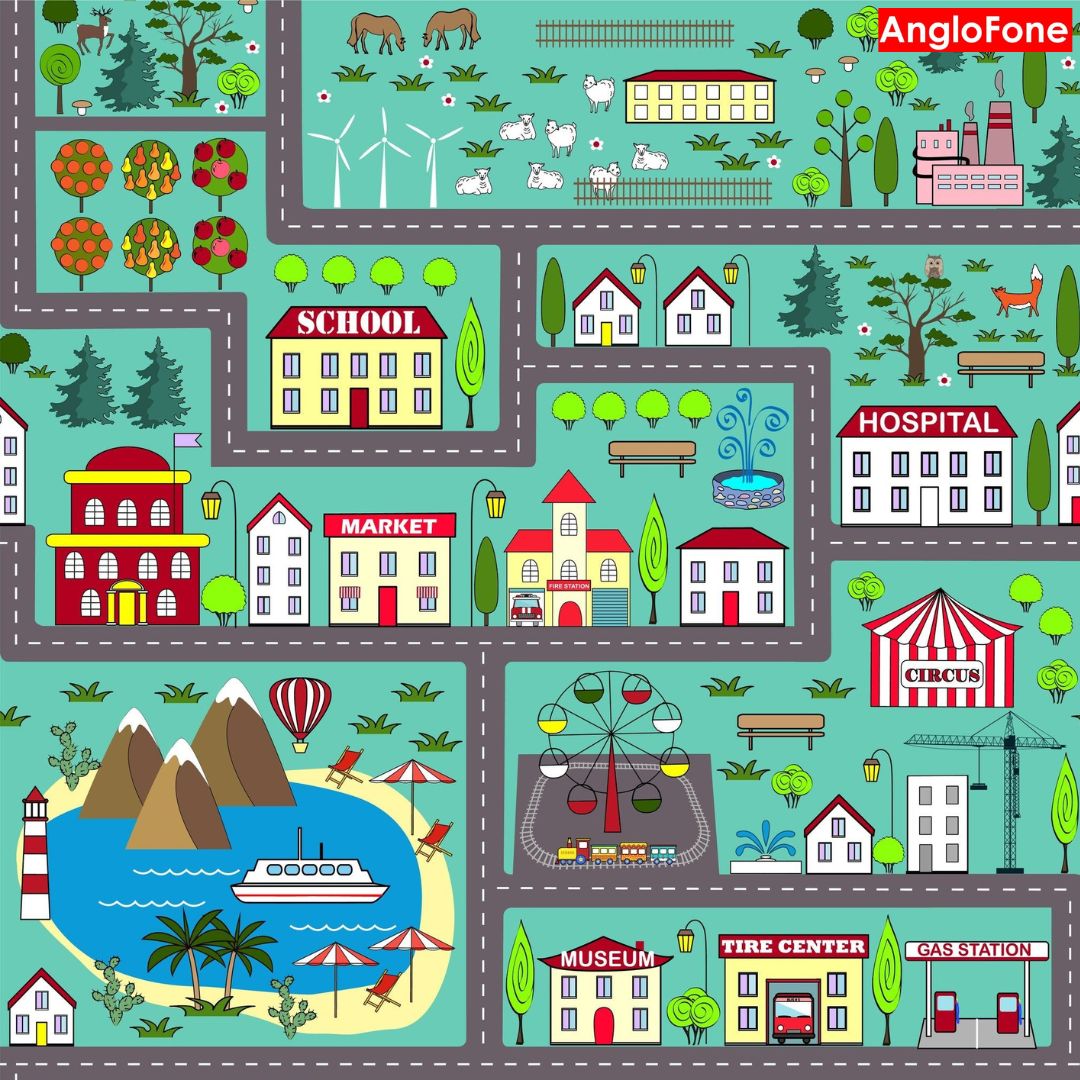 AngloFone
SCHOOL
HOSPITAL
MARKET
FIRE STATION
CIRCUS
MUSEUM
TIRE CENTER
GAS STATION